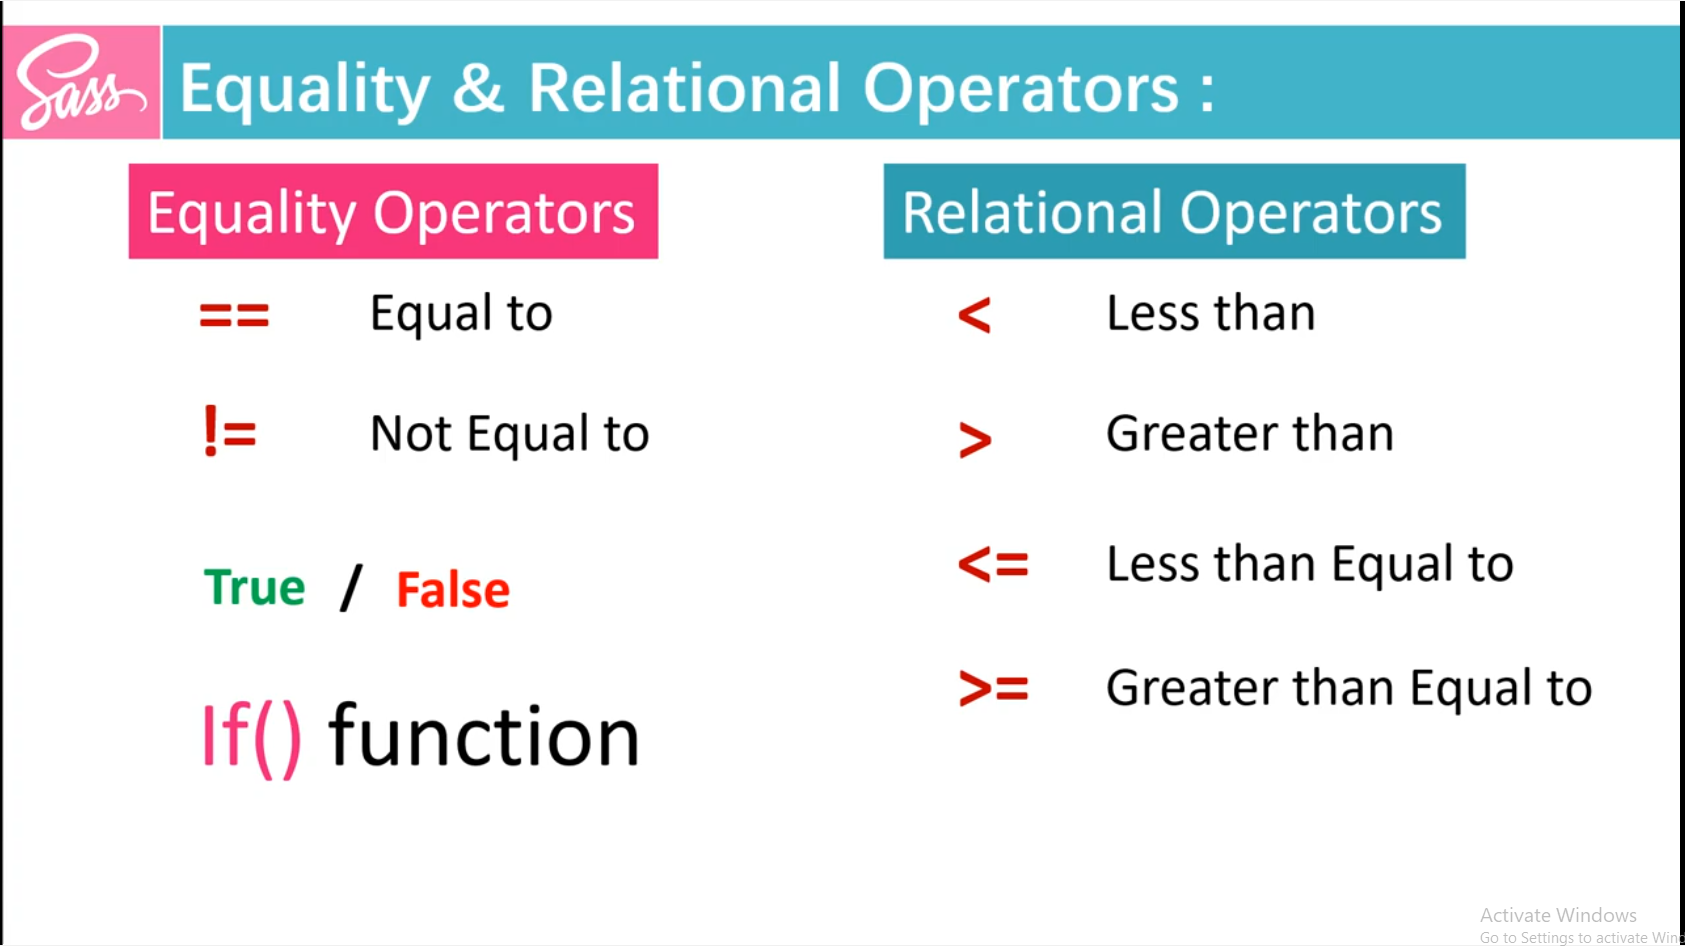 Sass
Equality & Relational Operators :
Equality Operators
== Equal to
!= Not Equal to
True / False
If() function
Relational Operators
< Less than
> Greater than
<= Less than Equal to
>= Greater than Equal to
Activate Windows
Go to Settings to activate Win